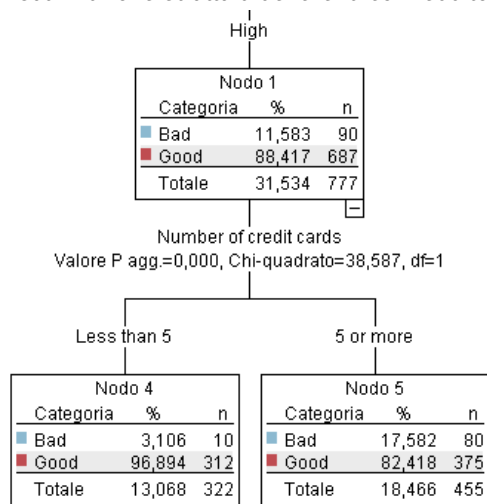 High
Nodo 1
Categoria % n
Bad 11,583 90
Good 88,417 687
Totale 31,534 777
Number of credit cards
Valore P agg.=0,000, Chi-quadrato=38,587, df=1
Less than 5
5 or more
Nodo 4
Categoria % n
Bad 3,106 10
Good 96,894 312
Totale 13,068 322
Nodo 5
Categoria % n
Bad 17,582 80
Good 82,418 375
Totale 18,466 455